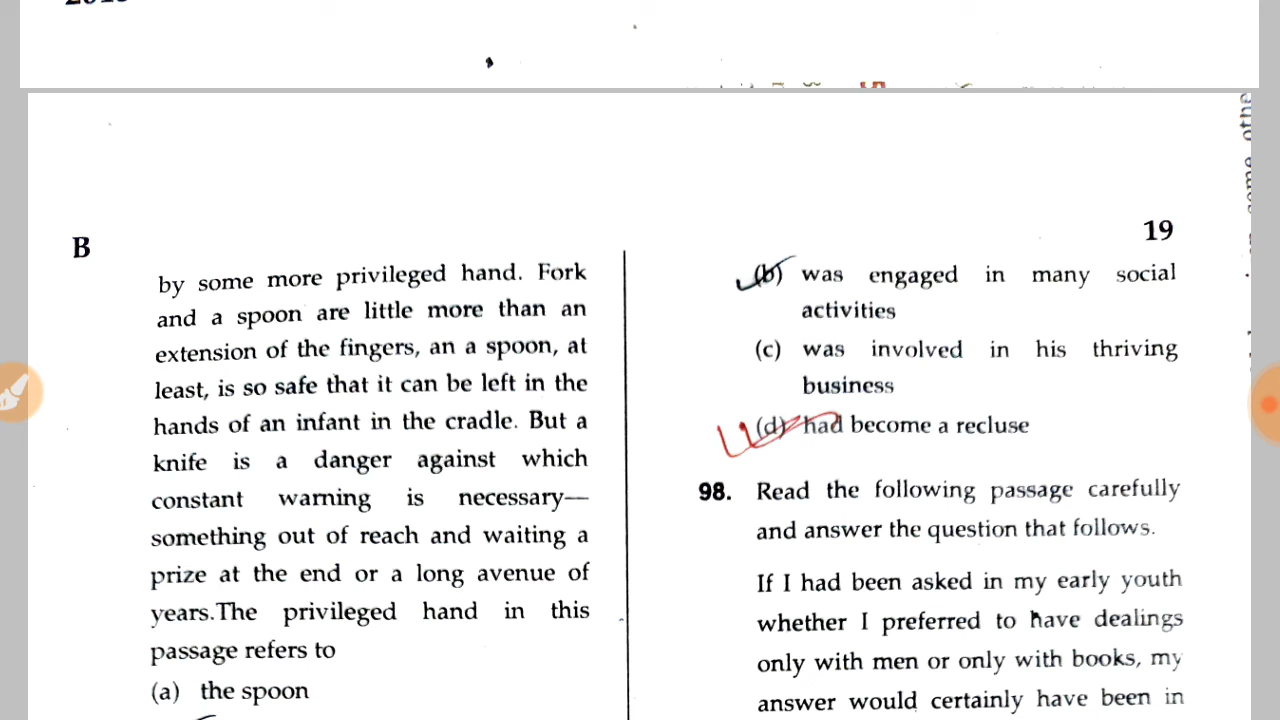 B
by some more privileged hand. Fork
and a spoon are little more than an
extension of the fingers, an a spoon, at
least, is so safe that it can be left in the
hands of an infant in the cradle. But a
knife is a danger against which
constant warning is necessary—
something out of reach and waiting a
prize at the end or a long avenue of
years.The privileged hand in this
passage refers to
(a) the spoon
19
(b) was engaged in many social
activities
(c) was involved in his thriving
business
(d) had become a recluse
98. Read the following passage carefully
and answer the question that follows.
If I had been asked in my early youth
whether I preferred to have dealings
only with men or only with books, my
answer would certainly have been in